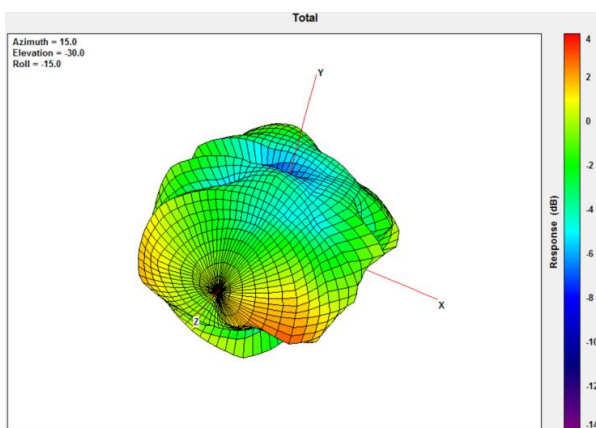 Total
Azimuth = 15.0
Elevation = -30.0
Roll = -15.0
Y
X
Z
4
2
0
-2
-4
-6
-8
-10
-12
-14
Response (dB)